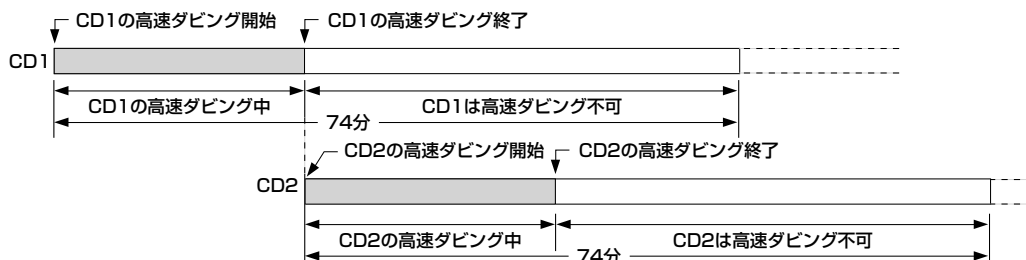 CD1の高速ダビング開始 CD1の高速ダビング終了
CD1
CD1の高速ダビング中 CD1は高速ダビング不可
74分
CD2の高速ダビング開始 CD2の高速ダビング終了
CD2
CD2の高速ダビング中 CD2は高速ダビング不可
74分